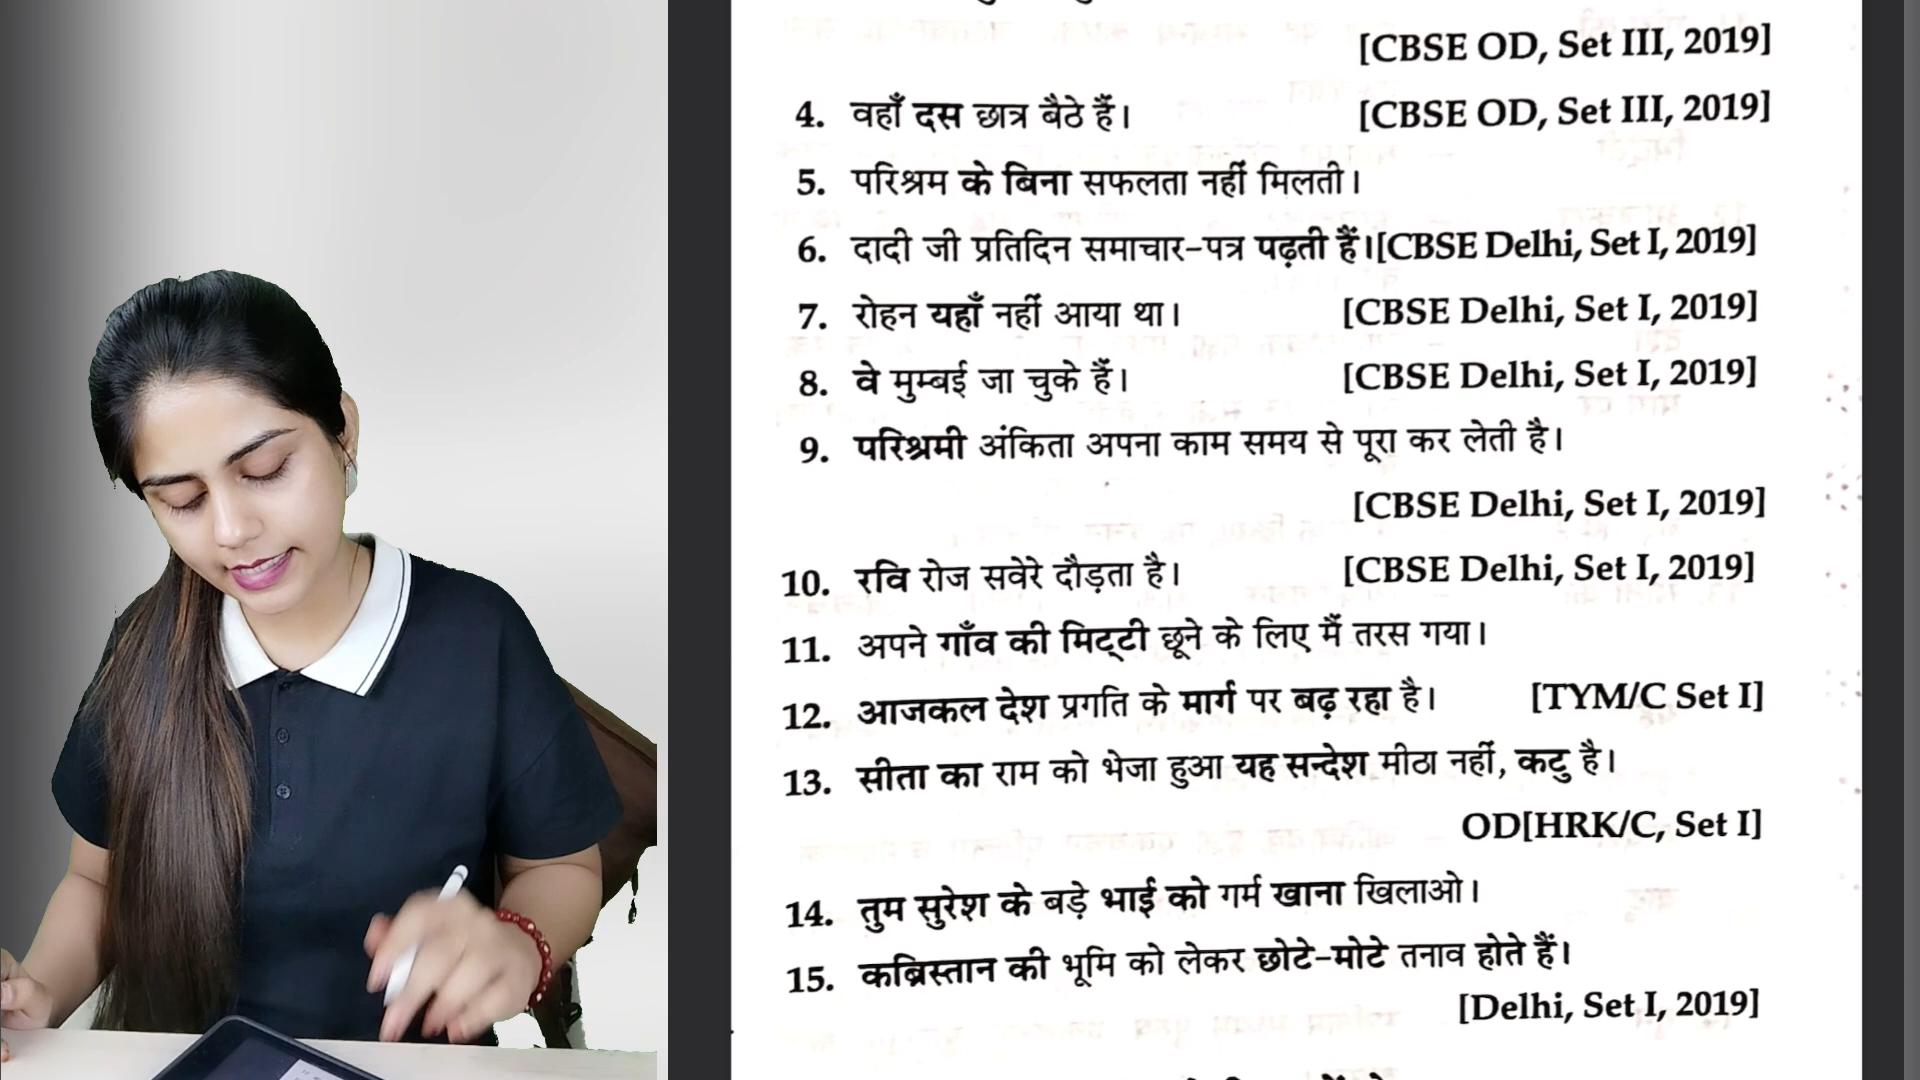 [CBSE OD, Set III, 2019]
4. वहाँ दस छात्र बैठे हैं। [CBSE OD, Set III, 2019]
5. परिश्रम के बिना सफलता नहीं मिलती।
6. दादी जी प्रतिदिन समाचार-पत्र पढ़ती हैं।[CBSE Delhi, Set I, 2019]
7. रोहन यहाँ नहीं आया था। [CBSE Delhi, Set I, 2019]
8. वे मुम्बई जा चुके हैं। [CBSE Delhi, Set I, 2019]
9. परिश्रमी अंकिता अपना काम समय से पूरा कर लेती है।
[CBSE Delhi, Set I, 2019]
10. रवि रोज सवेरे दौड़ता है। [CBSE Delhi, Set I, 2019]
11. अपने गाँव की मिट्टी छूने के लिए मैं तरस गया।
12. आजकल देश प्रगति के मार्ग पर बढ़ रहा है। [TYM/C Set I]
13. सीता का राम को भेजा हुआ यह सन्देश मीठा नहीं, कटु है।
OD[HRK/C, Set I]
14. तुम सुरेश के बड़े भाई को गर्म खाना खिलाओ।
15. कब्रिस्तान की भूमि को लेकर छोटे-मोटे तनाव होते हैं।
[Delhi, Set I, 2019]